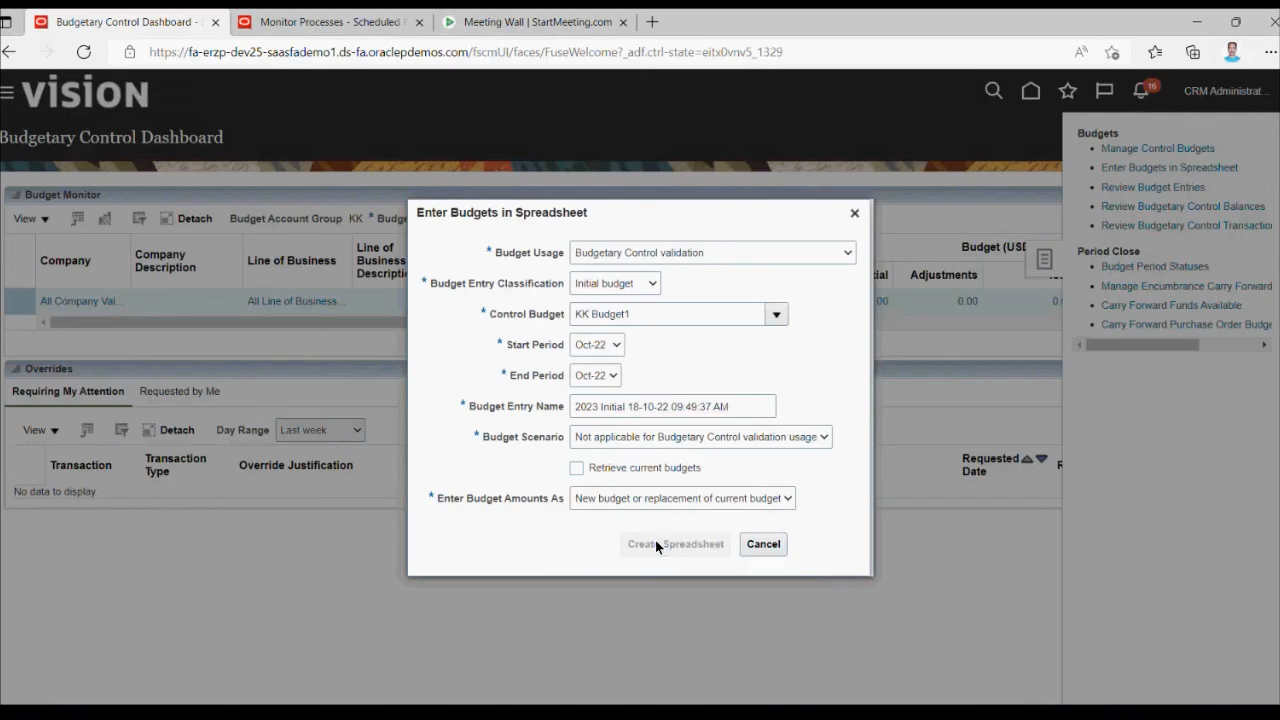 Budgetary Control Dashboard -
Monitor Processes - Scheduled
Meeting Wall | StartMeeting.com
https://fa-erzp-dev25-saasfademo1.ds-fa.oraclepdemos.com/fscmUI/faces/FuseWelcome?_adf.ctrl-state=eitx0vnv5_1329
VISION
16
CRM Administrat...
Budgetary Control Dashboard
Budgets
Manage Control Budgets
Enter Budgets in Spreadsheet
Review Budget Entries
Review Budgetary Control Balances
Review Budgetary Control Transactio
Period Close
Budget Period Statuses
Manage Encumbrance Carry Forward
Carry Forward Funds Available
Carry Forward Purchase Order Budge
Budget Monitor
View Detach Budget Account Group KK * Budge
Company
Company Description
Line of Business
Line of Business Descriptio
Budget (USD
ial
Adjustments
All Company Val...
All Line of Business...
00
0.00
0.0
Overrides
Requiring My Attention Requested by Me
View Detach Day Range Last week
Transaction
Transaction Type
Override Justification
Requested Date
No data to display.
Enter Budgets in Spreadsheet
* Budget Usage Budgetary Control validation
* Budget Entry Classification Initial budget
* Control Budget KK Budget1
* Start Period Oct-22
* End Period Oct-22
* Budget Entry Name 2023 Initial 18-10-22 09:49:37 AM
* Budget Scenario Not applicable for Budgetary Control validation usage
Retrieve current budgets
* Enter Budget Amounts As New budget or replacement of current budget
Create Spreadsheet Cancel